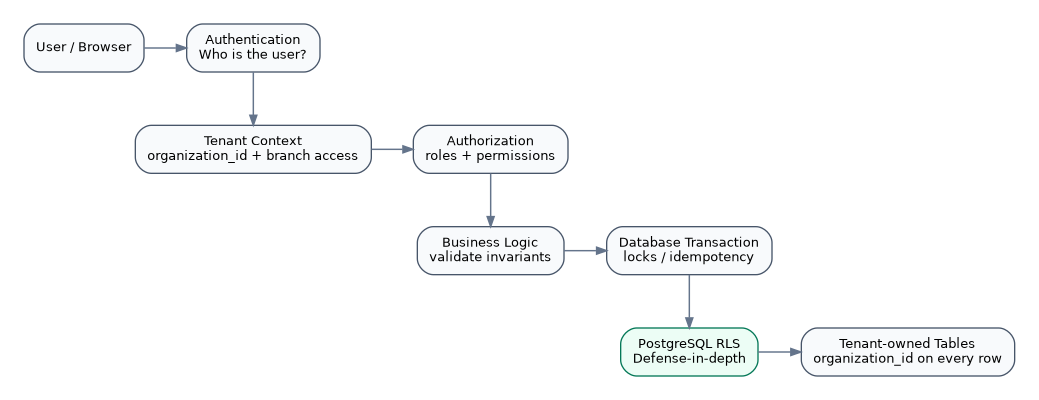 User / Browser
Authentication
Who is the user?
Tenant Context
organization_id + branch access
Authorization
roles + permissions
Business Logic
validate invariants
Database Transaction
locks / idempotency
PostgreSQL RLS
Defense-in-depth
Tenant-owned Tables
organization_id on every row